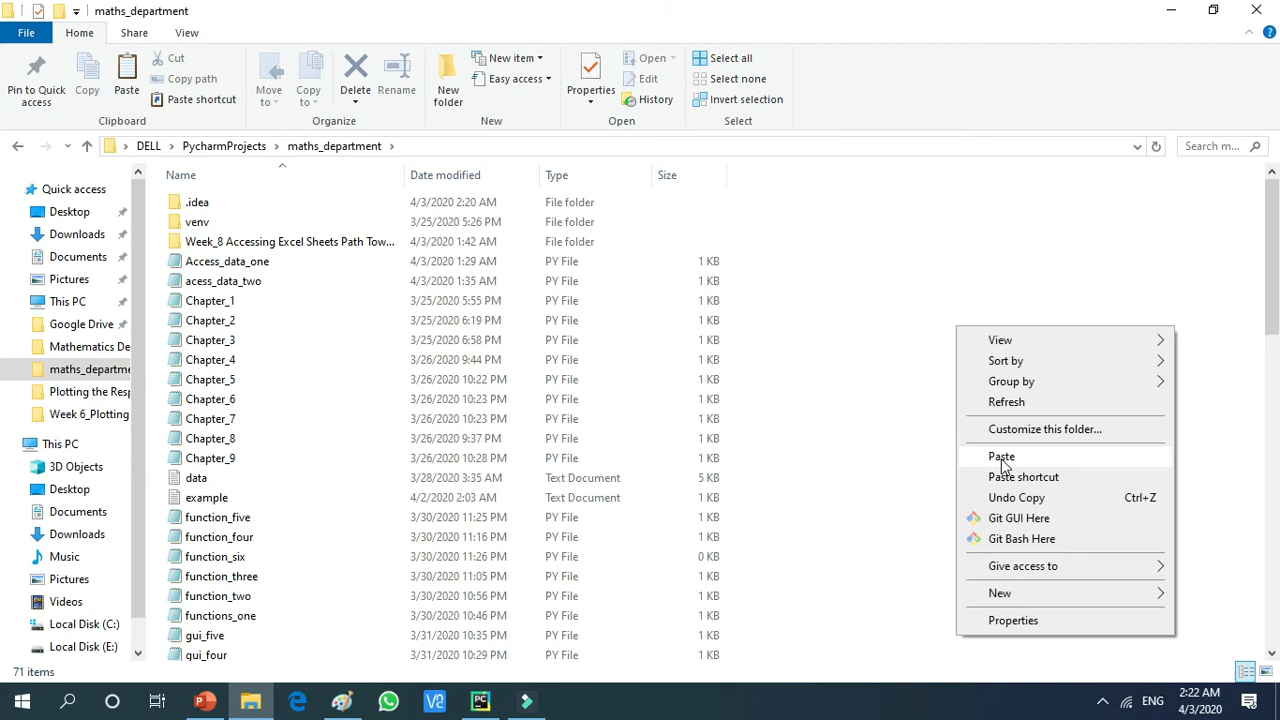 maths_department
File
Home
Share
View
Pin to Quick access
Copy
Paste
Cut
Copy path
Paste shortcut
Clipboard
Move to
Copy to
Delete
Rename
Organize
New folder
New item
Easy access
New
Properties
Open
Edit
History
Open
Select all
Select none
Invert selection
Select
DELL
PycharmProjects
maths_department
Search m...
Quick access
Desktop
Downloads
Documents
Pictures
This PC
Google Drive
Mathematics De
maths_departme
Plotting the Resp
Week 6_Plotting
This PC
3D Objects
Desktop
Documents
Downloads
Music
Pictures
Videos
Local Disk (C:)
Local Disk (E:)
Name Date modified Type Size
.idea 4/3/2020 2:20 AM File folder
venv 3/25/2020 5:26 PM File folder
Week_8 Accessing Excel Sheets Path Tow... 4/3/2020 1:42 AM File folder
Access_data_one 4/3/2020 1:29 AM PY File 1 KB
acess_data_two 4/3/2020 1:35 AM PY File 1 KB
Chapter_1 3/25/2020 5:55 PM PY File 1 KB
Chapter_2 3/25/2020 6:19 PM PY File 1 KB
Chapter_3 3/25/2020 6:58 PM PY File 1 KB
Chapter_4 3/26/2020 9:44 PM PY File 1 KB
Chapter_5 3/26/2020 10:22 PM PY File 1 KB
Chapter_6 3/26/2020 10:23 PM PY File 1 KB
Chapter_7 3/26/2020 10:23 PM PY File 1 KB
Chapter_8 3/26/2020 9:37 PM PY File 1 KB
Chapter_9 3/26/2020 10:22 PM PY File 1 KB
data 3/28/2020 3:35 AM Text Document 5 KB
example 4/2/2020 2:03 AM Text Document 1 KB
function_five 3/30/2020 11:25 PM PY File 1 KB
function_four 3/30/2020 11:16 PM PY File 1 KB
function_six 3/30/2020 11:26 PM PY File 0 KB
function_three 3/30/2020 11:05 PM PY File 1 KB
function_two 3/30/2020 10:56 PM PY File 1 KB
functions_one 3/30/2020 10:46 PM PY File 1 KB
gui_five 3/31/2020 10:35 PM PY File 1 KB
gui_four 3/31/2020 10:29 PM PY File 1 KB
View
Sort by
Group by
Refresh
Customize this folder...
Paste
Paste shortcut
Undo Copy Ctrl+Z
Git GUI Here
Git Bash Here
Give access to
New
Properties
71 items
ENG
2:22 AM
4/3/2020